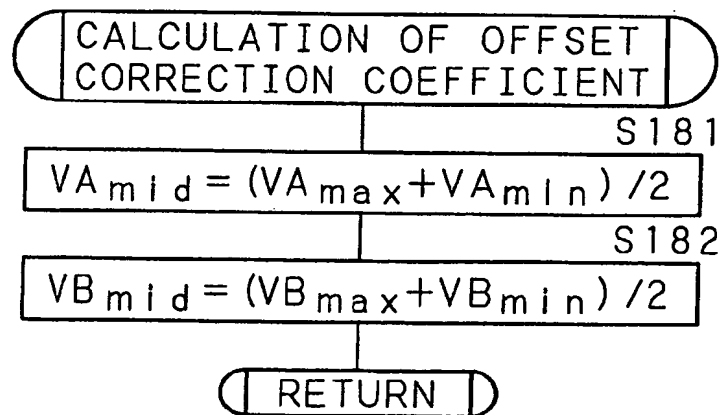 CALCULATION OF OFFSET
CORRECTION COEFFICIENT
S181
VAmid=(VAmax+VAmin)/2
S182
VBmid=(VBmax+VBmin)/2
RETURN